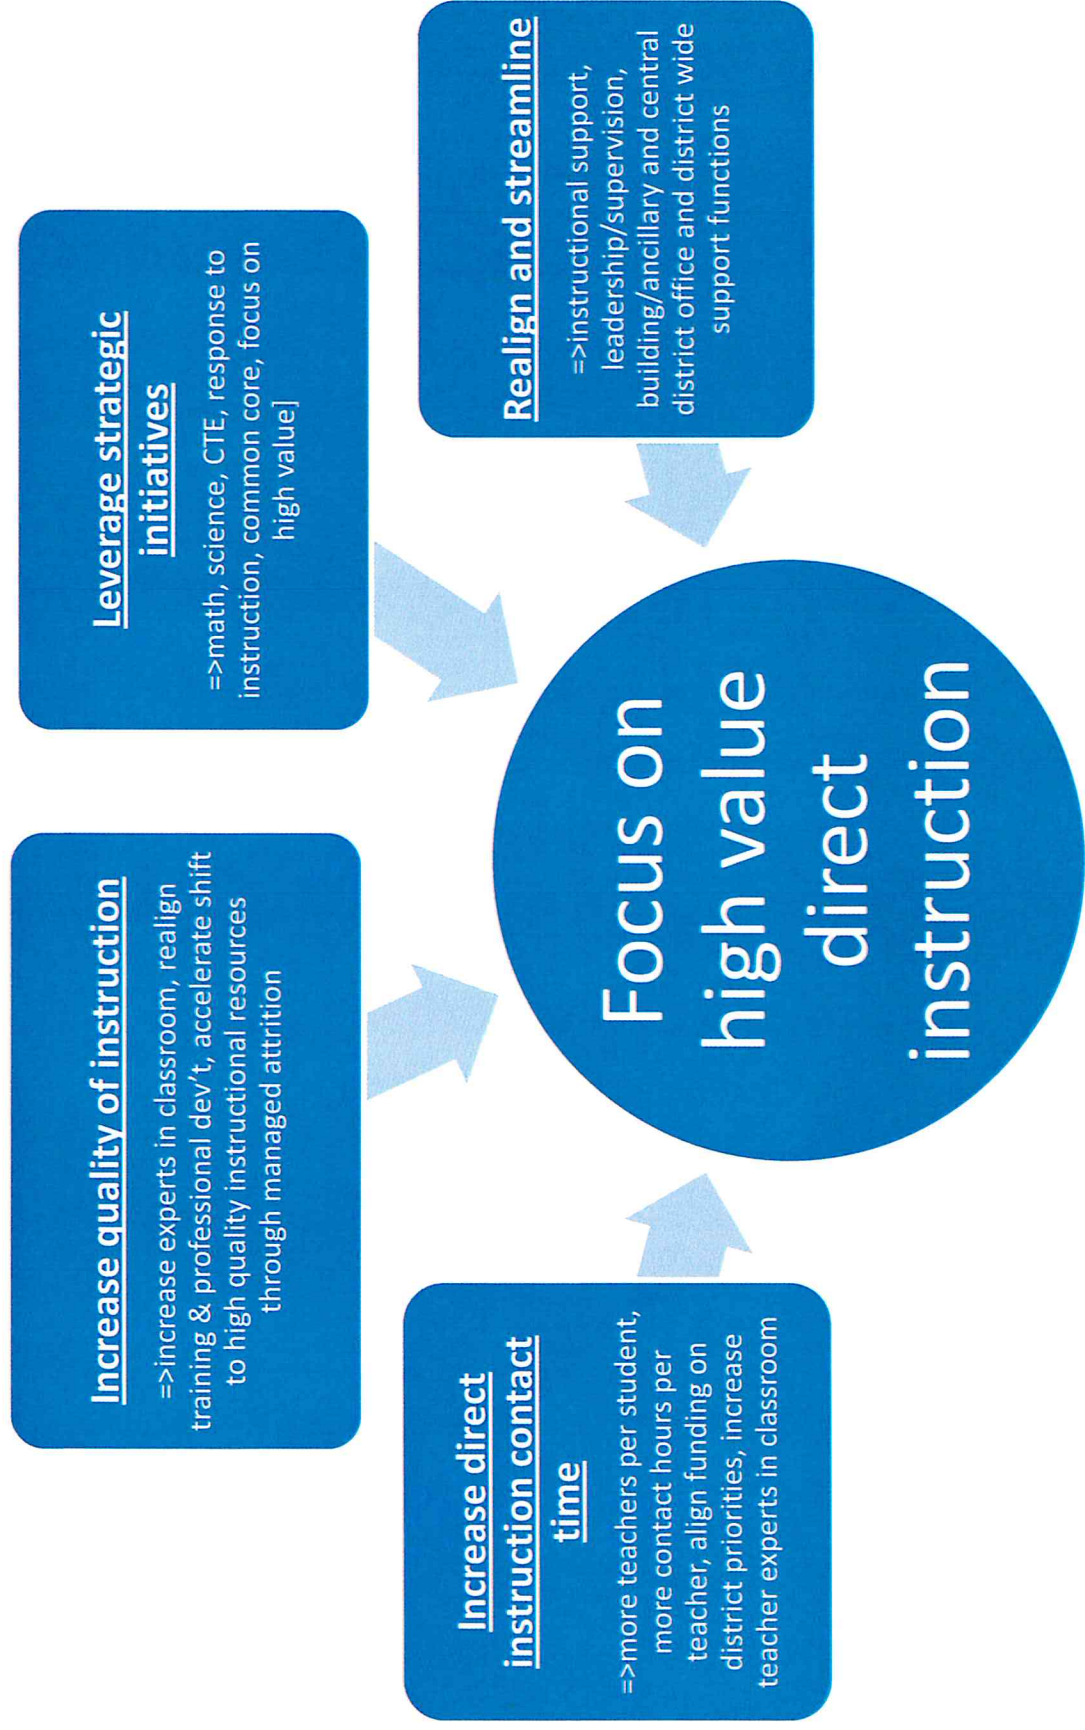 Increase direct
instruction contact
time
=>more teachers per student,
more contact hours per
teacher, align funding on
district priorities, increase
teacher experts in classroom
Increase quality of instruction
=>increase experts in classroom, realign
training & professional dev't, accelerate shift
to high quality instructional resources
through managed attrition
Leverage strategic
initiatives
=>math, science, CTE, response to
instruction, common core, focus on
high value]
Realign and streamline
=>instructional support,
leadership/supervision,
building/ancillary and central
district office and district wide
support functions
Focus on
high value
direct
instruction